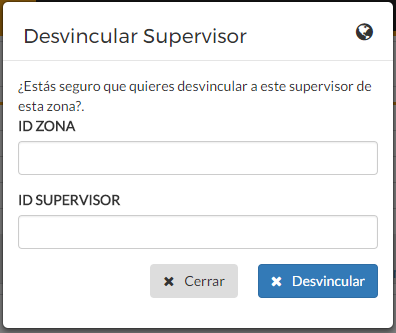 Desvincular Supervisor
¿Estás seguro que quieres desvincular a este supervisor de
esta zona?.
ID ZONA
ID SUPERVISOR
✖ Cerrar
✖ Desvincular